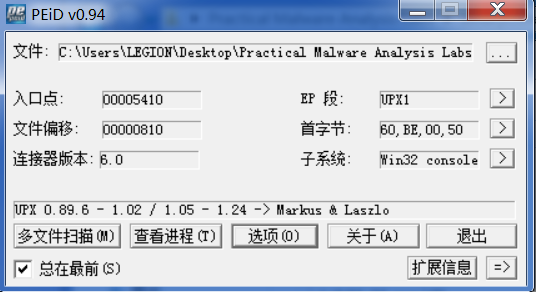 PEiD v0.94
文件: C:\Users\LEGION\Desktop\Practical Malware Analysis Labs ...
入口点: 00005410 EP 段: UPX1 >
文件偏移: 00000810 首字节: 60,BE,00,50 >
连接器版本: 6.0 子系统: Win32 console >
UPX 0.89.6 - 1.02 / 1.05 - 1.24 -> Markus & Laszlo
多文件扫描(M) 查看进程(T) 选项(O) 关于(A) 退出
总在最前(S) 扩展信息 =>